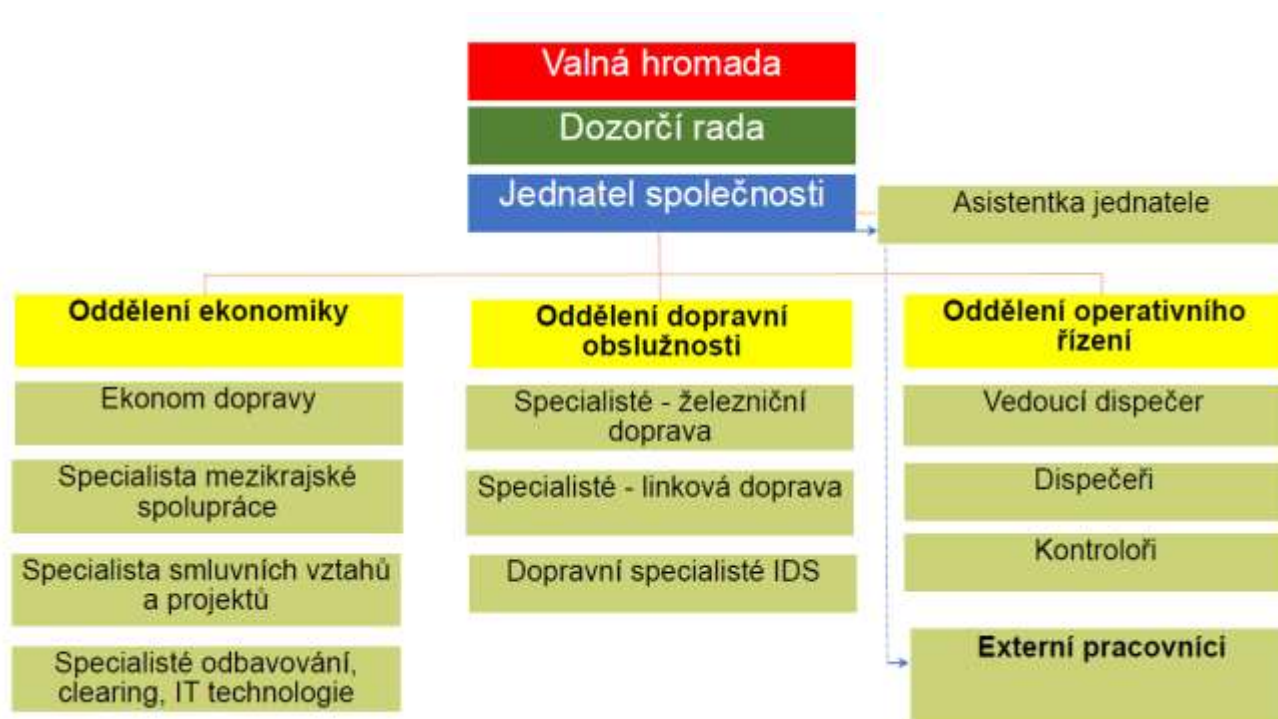 Valná hromada
Dozorčí rada
Jednatel společnosti
Asistentka jednatele
Oddělení ekonomiky
Ekonom dopravy
Specialista mezikrajské
spolupráce
Specialista smluvních vztahů
a projektů
Specialisté odbavování,
clearing, IT technologie
Oddělení dopravní
obslužnosti
Specialisté - železniční
doprava
Specialisté - linková doprava
Dopravní specialisté IDS
Oddělení operativního
řízení
Vedoucí dispečer
Dispečeři
Kontroloři
Externí pracovníci